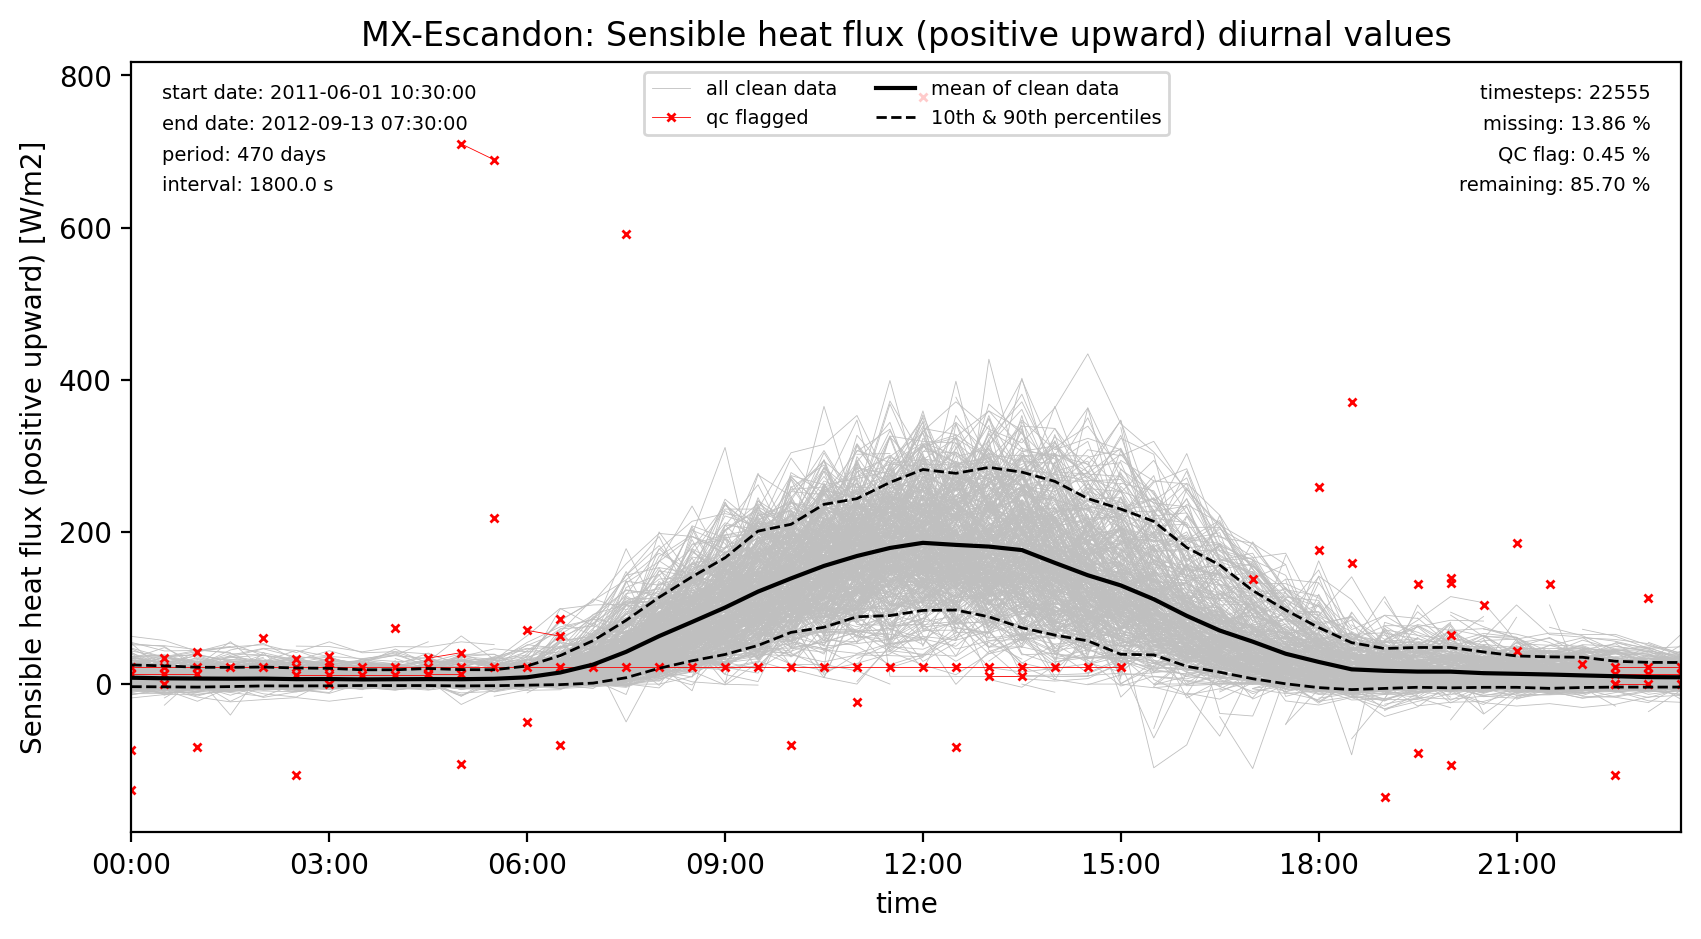 MX-Escandon: Sensible heat flux (positive upward) diurnal values
start date: 2011-06-01 10:30:00
end date: 2012-09-13 07:30:00
period: 470 days
interval: 1800.0 s
all clean data
qc flagged
mean of clean data
10th & 90th percentiles
timesteps: 22555
missing: 13.86 %
QC flag: 0.45 %
remaining: 85.70 %
Sensible heat flux (positive upward) [W/m2]
800
600
400
200
0
00:00 03:00 06:00 09:00 12:00 15:00 18:00 21:00
time